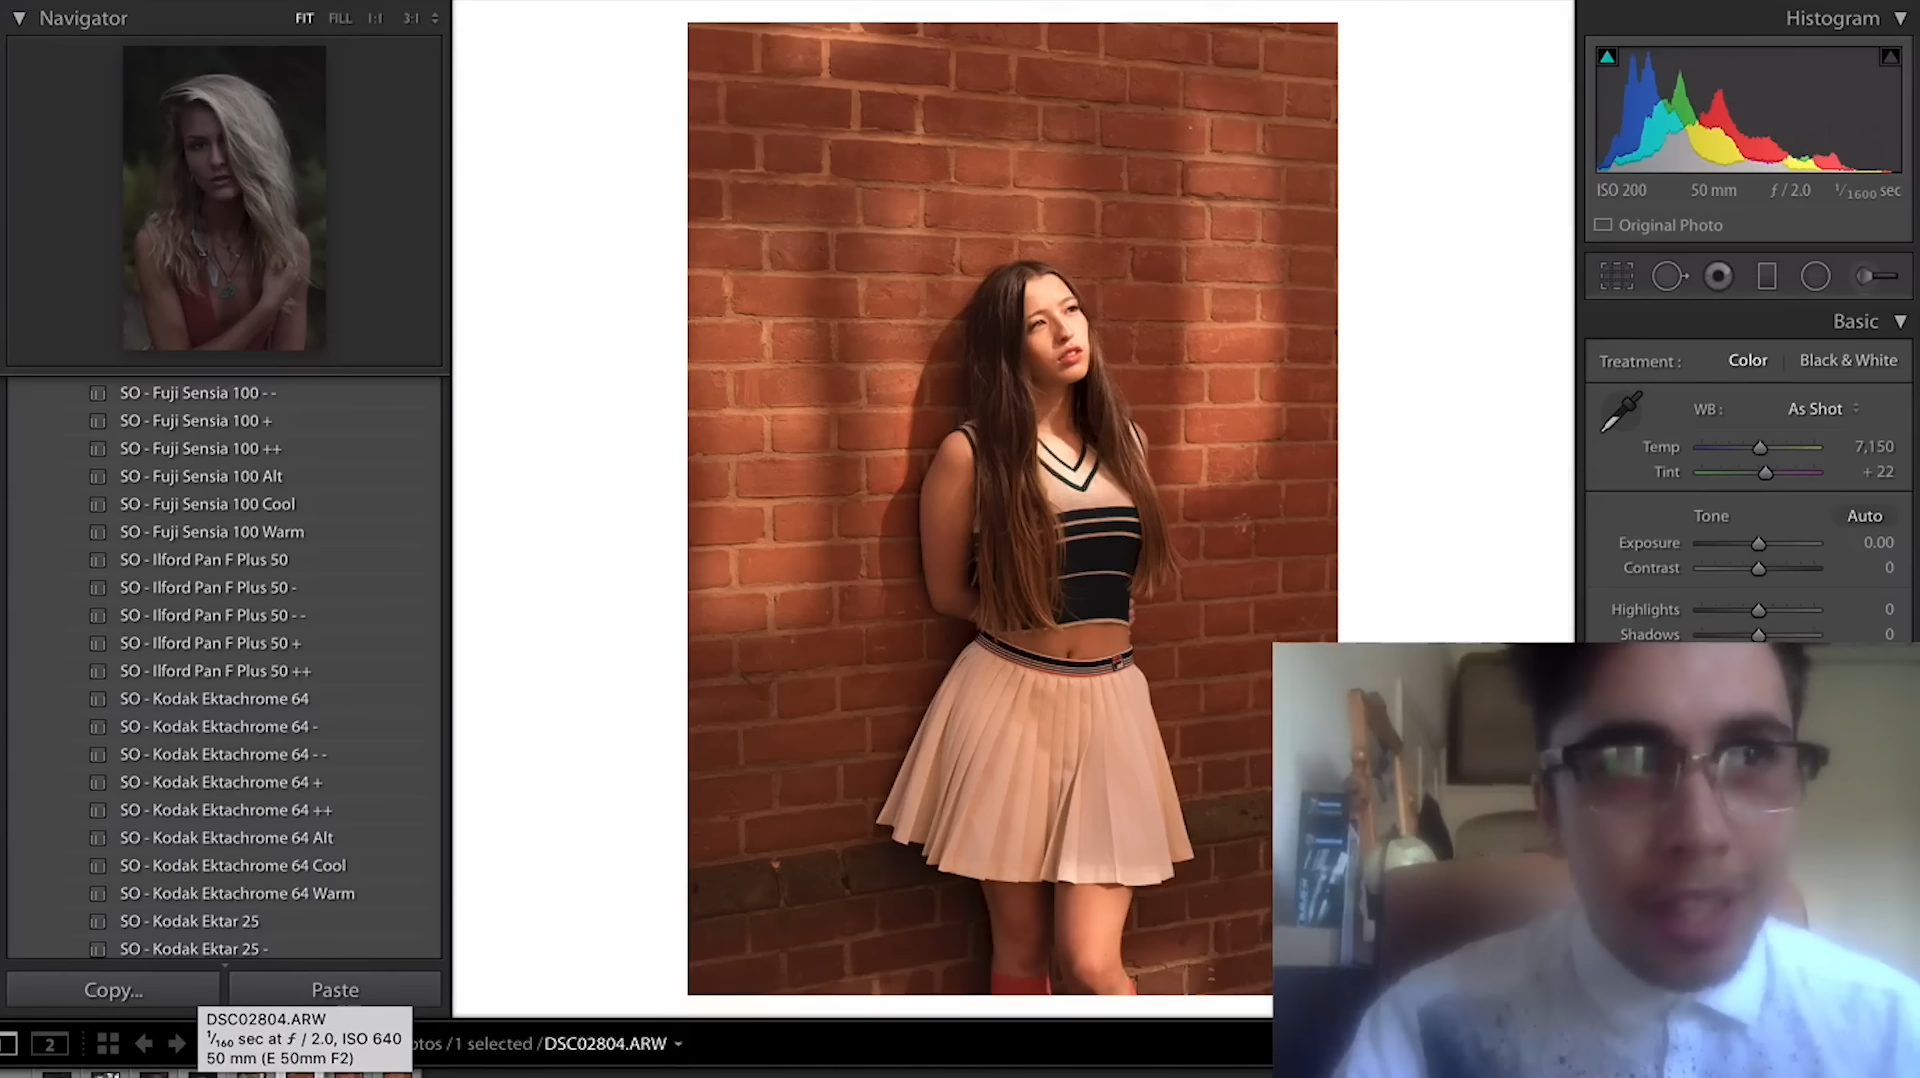 Navigator
FIT FILL 1:1 3:1
SO - Fuji Sensia 100 - -
SO - Fuji Sensia 100 +
SO - Fuji Sensia 100 ++
SO - Fuji Sensia 100 Alt
SO - Fuji Sensia 100 Cool
SO - Fuji Sensia 100 Warm
SO - Ilford Pan F Plus 50
SO - Ilford Pan F Plus 50 -
SO - Ilford Pan F Plus 50 - -
SO - Ilford Pan F Plus 50 +
SO - Ilford Pan F Plus 50 ++
SO - Kodak Ektachrome 64
SO - Kodak Ektachrome 64 -
SO - Kodak Ektachrome 64 - -
SO - Kodak Ektachrome 64 +
SO - Kodak Ektachrome 64 ++
SO - Kodak Ektachrome 64 Alt
SO - Kodak Ektachrome 64 Cool
SO - Kodak Ektachrome 64 Warm
SO - Kodak Ektar 25
SO - Kodak Ektar 25 -
Copy... Paste
DSC02804.ARW
1/160 sec at ƒ / 2.0, ISO 640
50 mm (E 50mm F2)
2
otos / 1 selected / DSC02804.ARW
Histogram
ISO 200 50 mm ƒ / 2.0 1/1600 sec
Original Photo
Basic
Treatment : Color Black & White
WB : As Shot
Temp 7,150
Tint + 22
Tone Auto
Exposure 0.00
Contrast 0
Highlights 0
Shadows 0